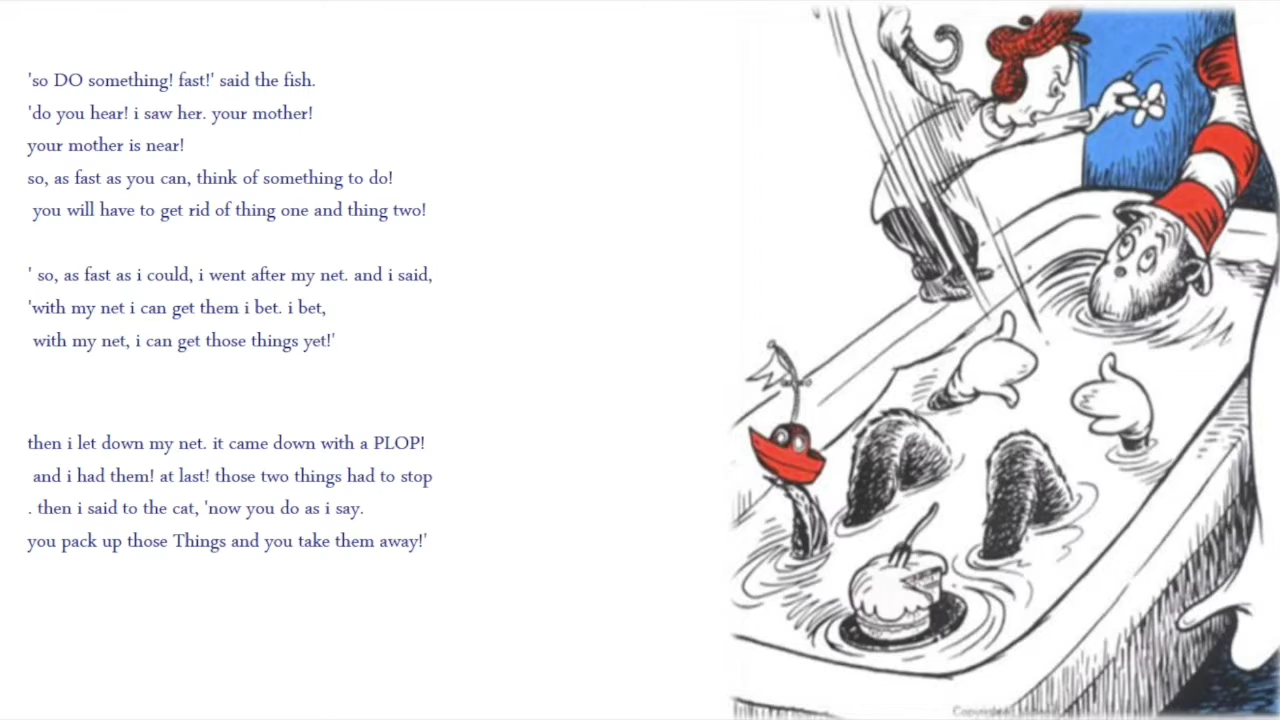 'so DO something! fast!' said the fish.
'do you hear! i saw her. your mother!
your mother is near!
so, as fast as you can, think of something to do!
you will have to get rid of thing one and thing two!
' so, as fast as i could, i went after my net. and i said,
'with my net i can get them i bet. i bet,
with my net, i can get those things yet!'
then i let down my net. it came down with a PLOP!
and i had them! at last! those two things had to stop
. then i said to the cat, 'now you do as i say.
you pack up those Things and you take them away!'